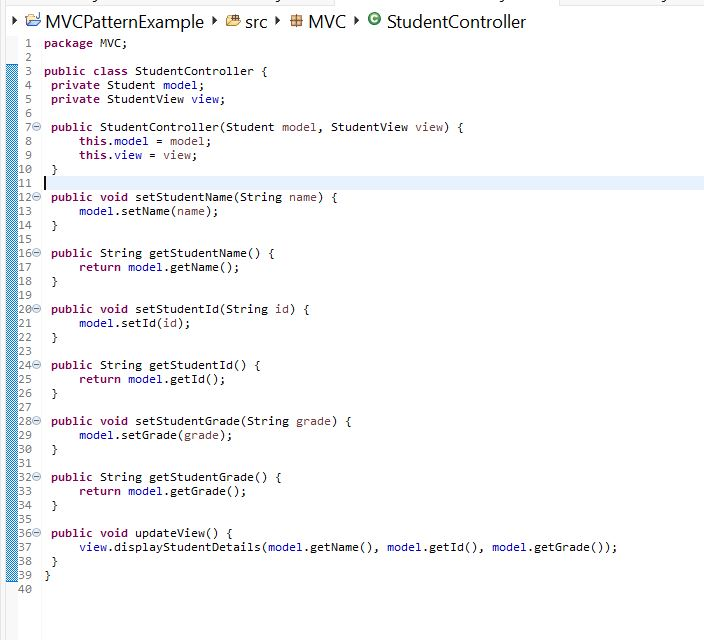 MVCPatternExample src MVC StudentController
1 package MVC;
2
3 public class StudentController {
4 private Student model;
5 private StudentView view;
6
7 public StudentController(Student model, StudentView view) {
8 this.model = model;
9 this.view = view;
10 }
11
12 public void setStudentName(String name) {
13 model.setName(name);
14 }
15
16 public String getStudentName() {
17 return model.getName();
18 }
19
20 public void setStudentId(String id) {
21 model.setId(id);
22 }
23
24 public String getStudentId() {
25 return model.getId();
26 }
27
28 public void setStudentGrade(String grade) {
29 model.setGrade(grade);
30 }
31
32 public String getStudentGrade() {
33 return model.getGrade();
34 }
35
36 public void updateView() {
37 view.displayStudentDetails(model.getName(), model.getId(), model.getGrade());
38 }
39 }
40